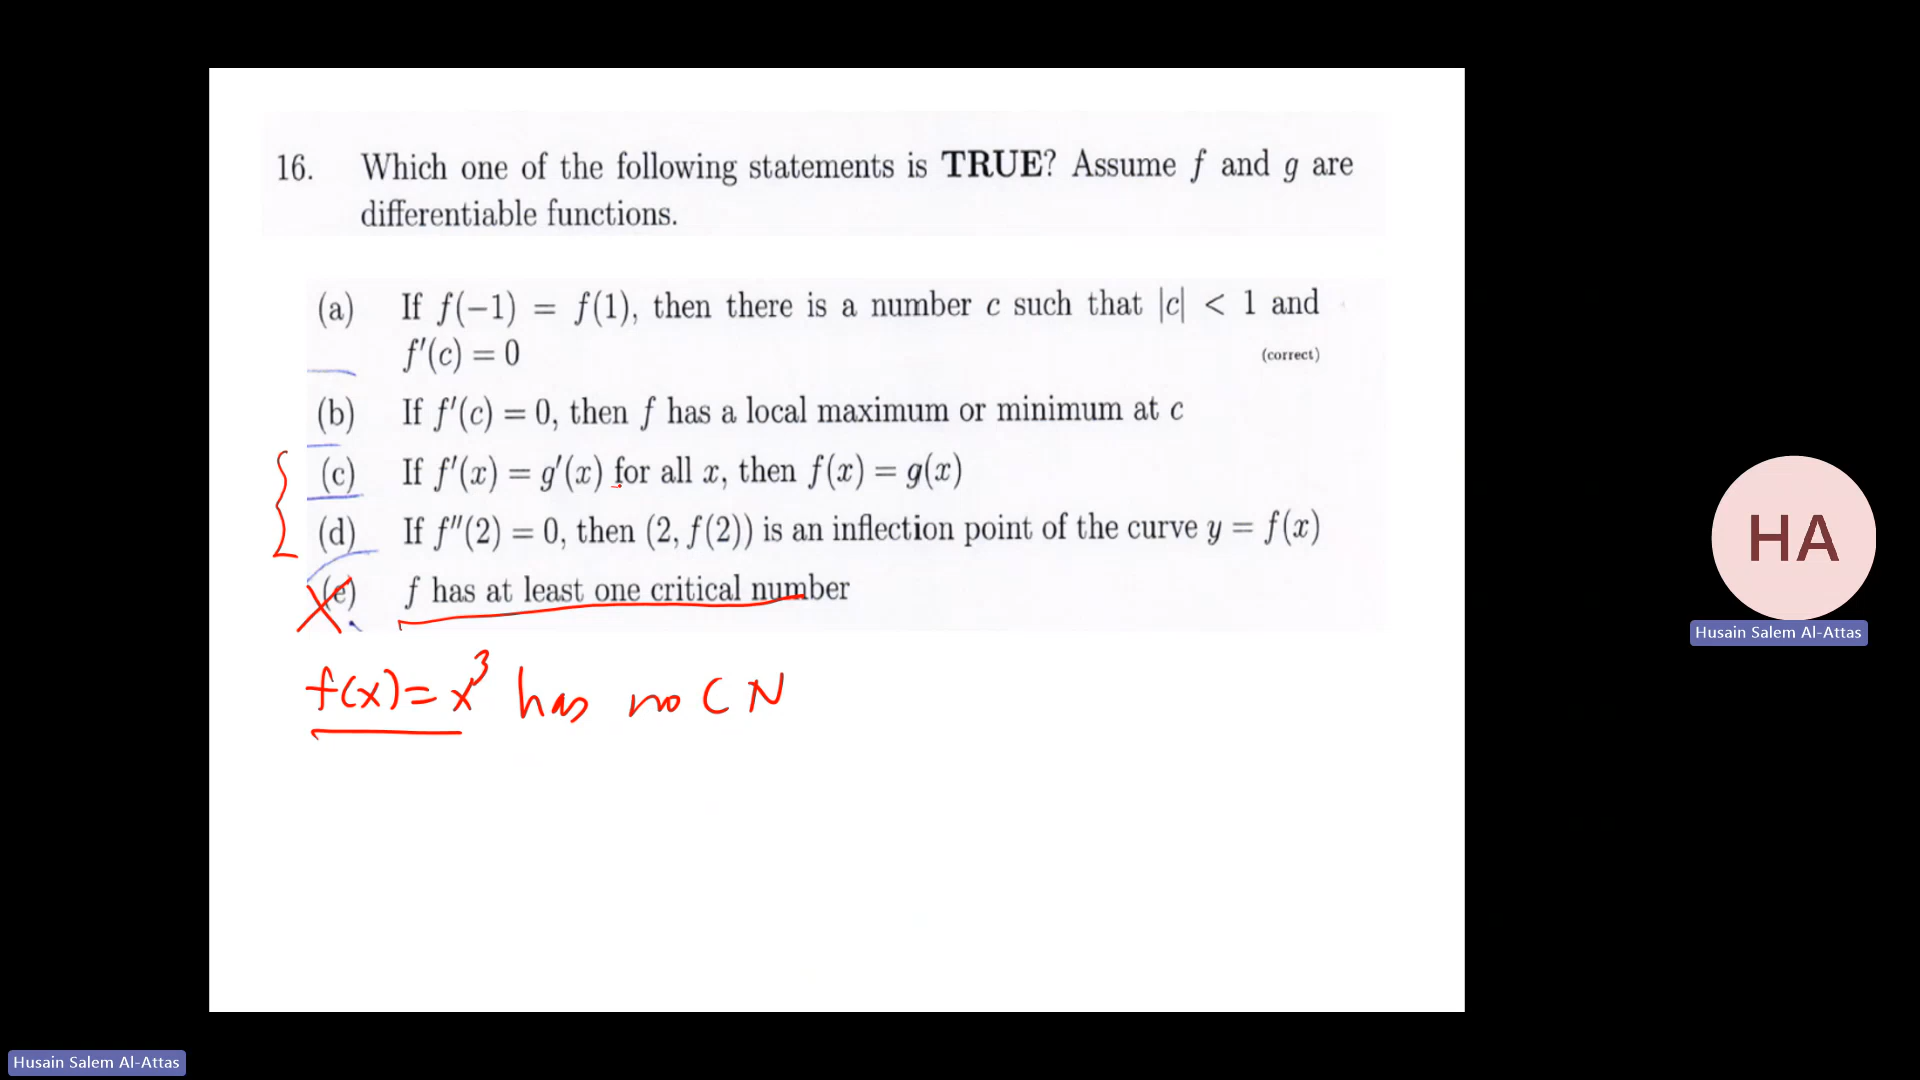 16. Which one of the following statements is TRUE? Assume f and g are
differentiable functions.
(a) If f(−1) = f(1), then there is a number c such that |c| < 1 and
f′(c) = 0 (correct)
(b) If f′(c) = 0, then f has a local maximum or minimum at c
(c) If f′(x) = g′(x) for all x, then f(x) = g(x)
(d) If f″(2) = 0, then (2, f(2)) is an inflection point of the curve y = f(x)
(e) f has at least one critical number
f(x) = x³ has no CN
HA
Husain Salem Al-Attas
Husain Salem Al-Attas